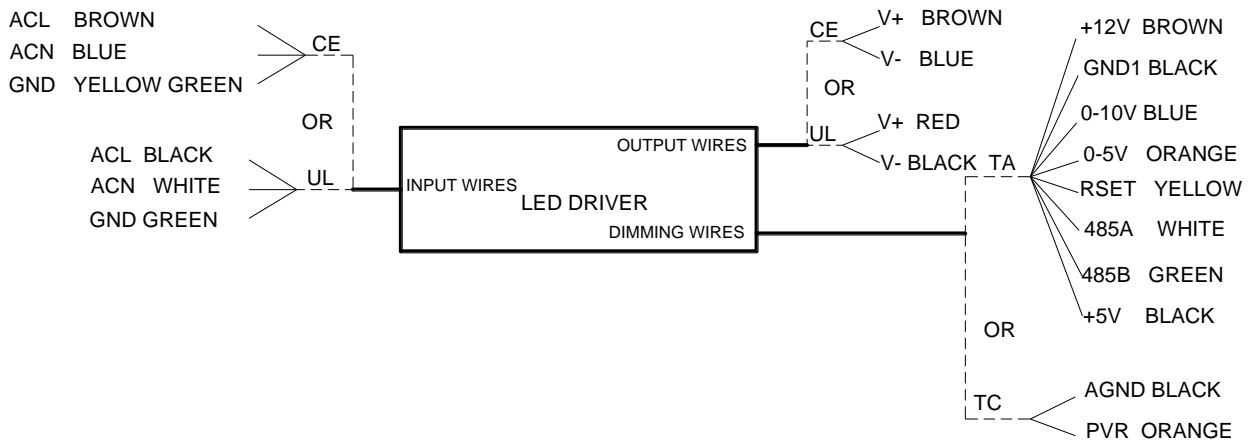 ACL BROWN
ACN BLUE
GND YELLOW GREEN
CE
OR
ACL BLACK
ACN WHITE
GND GREEN
UL
INPUT WIRES
LED DRIVER
OUTPUT WIRES
DIMMING WIRES
CE
V+ BROWN
V- BLUE
OR
UL
V+ RED
V- BLACK
TA
+12V BROWN
GND1 BLACK
0-10V BLUE
0-5V ORANGE
RSET YELLOW
485A WHITE
485B GREEN
+5V BLACK
OR
TC
AGND BLACK
PVR ORANGE